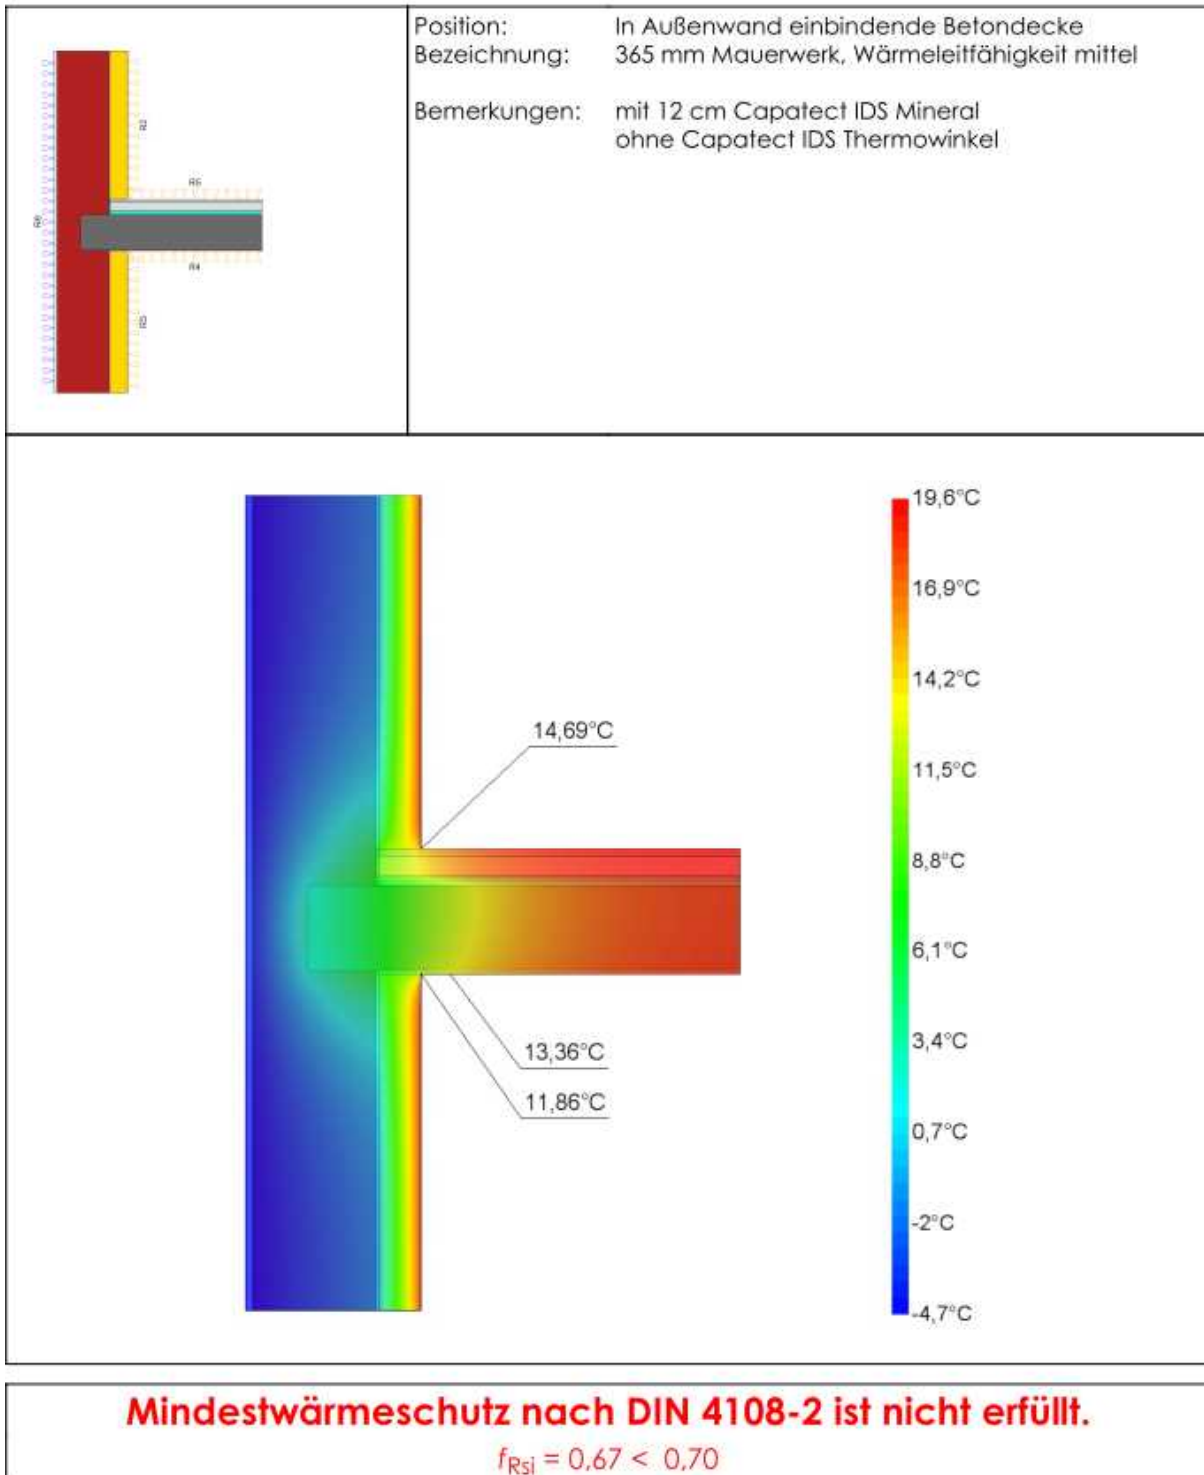 Position: In Außenwand einbindende Betondecke
Bezeichnung: 365 mm Mauerwerk, Wärmeleitfähigkeit mittel
Bemerkungen: mit 12 cm Capatect IDS Mineral
ohne Capatect IDS Thermowinkel
R2
R5
R4
14,69°C
13,36°C
11,86°C
19,6°C
16,9°C
14,2°C
11,5°C
8,8°C
6,1°C
3,4°C
0,7°C
-2°C
-4,7°C
Mindestwärmeschutz nach DIN 4108-2 ist nicht erfüllt.
fRsi = 0,67 < 0,70